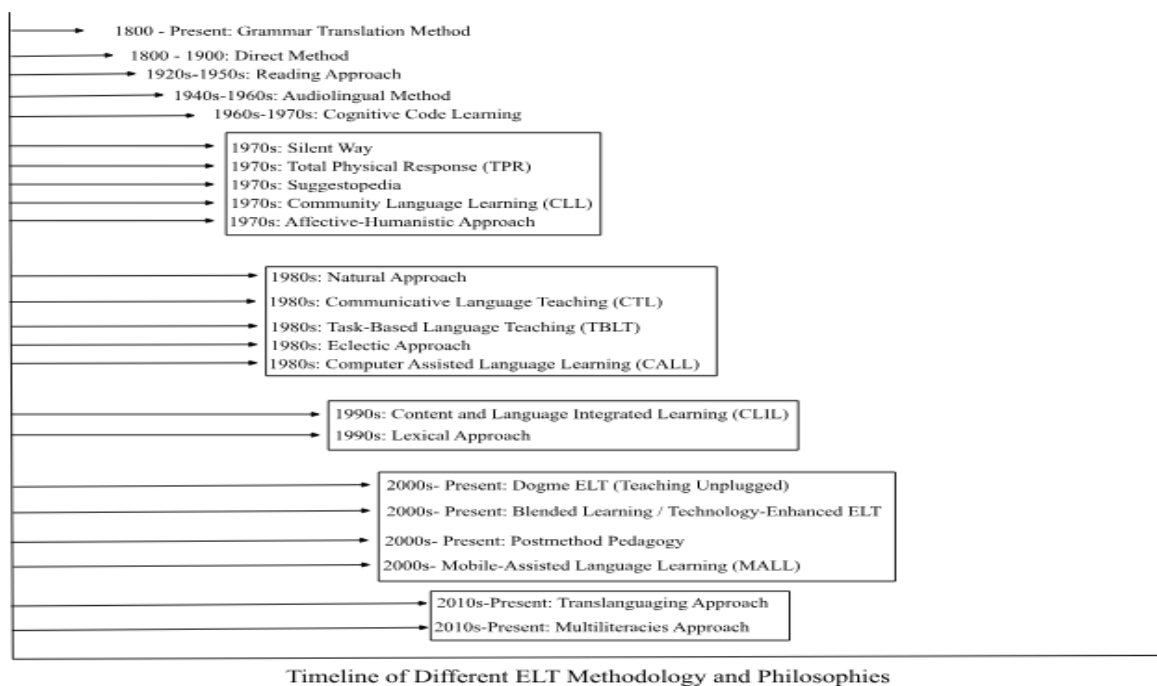 1800 - Present: Grammar Translation Method
1800 - 1900: Direct Method
1920s-1950s: Reading Approach
1940s-1960s: Audiolingual Method
1960s-1970s: Cognitive Code Learning
1970s: Silent Way
1970s: Total Physical Response (TPR)
1970s: Suggestopedia
1970s: Community Language Learning (CLL)
1970s: Affective-Humanistic Approach
1980s: Natural Approach
1980s: Communicative Language Teaching (CTL)
1980s: Task-Based Language Teaching (TBLT)
1980s: Eclectic Approach
1980s: Computer Assisted Language Learning (CALL)
1990s: Content and Language Integrated Learning (CLIL)
1990s: Lexical Approach
2000s- Present: Dogme ELT (Teaching Unplugged)
2000s- Present: Blended Learning / Technology-Enhanced ELT
2000s- Present: Postmethod Pedagogy
2000s- Mobile-Assisted Language Learning (MALL)
2010s-Present: Translanguaging Approach
2010s-Present: Multiliteracies Approach
Timeline of Different ELT Methodology and Philosophies